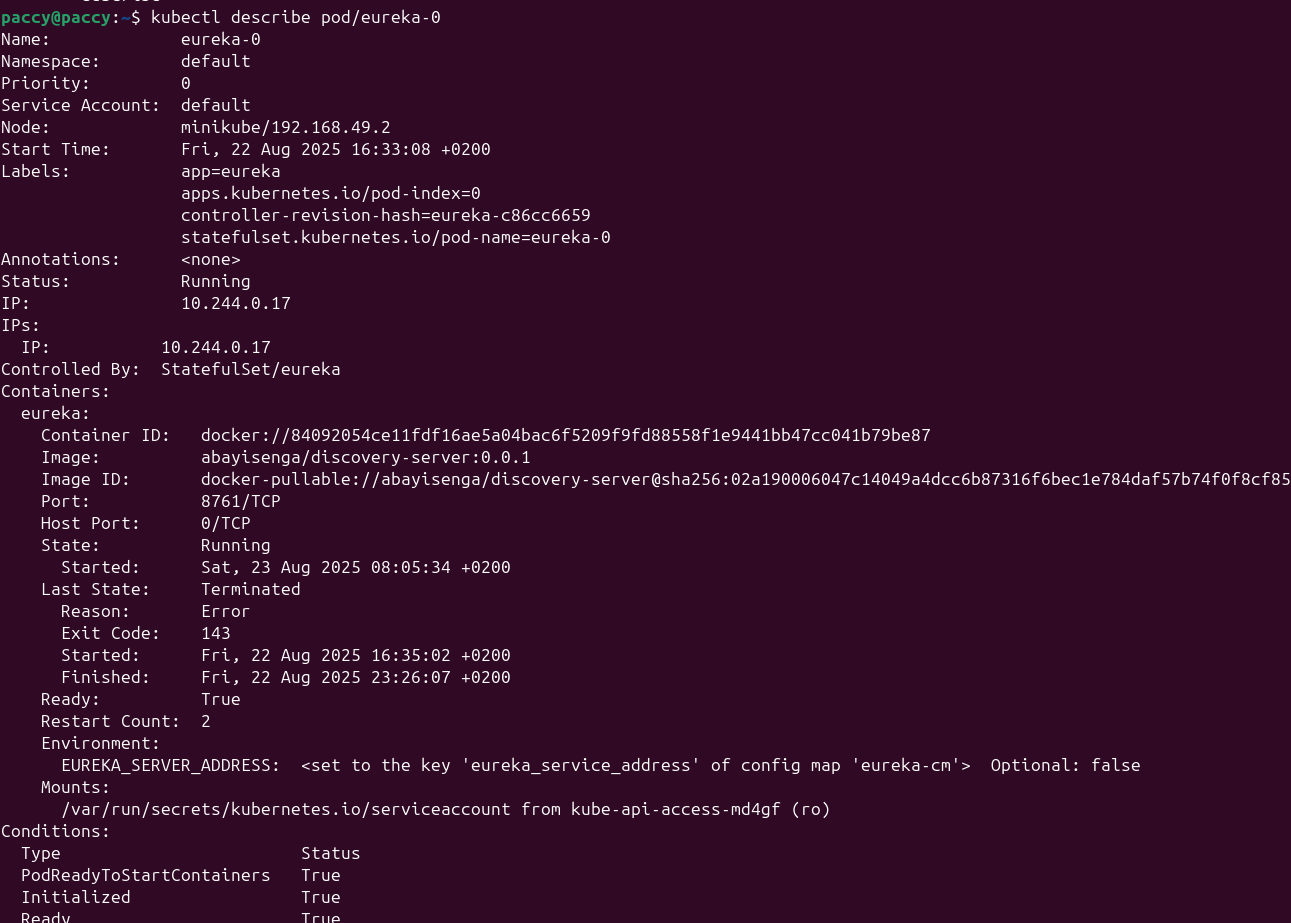 paccy@paccy:~$ kubectl describe pod/eureka-0
Name:             eureka-0
Namespace:        default
Priority:         0
Service Account:  default
Node:             minikube/192.168.49.2
Start Time:       Fri, 22 Aug 2025 16:33:08 +0200
Labels:           app=eureka
                  apps.kubernetes.io/pod-index=0
                  controller-revision-hash=eureka-c86cc6659
                  statefulset.kubernetes.io/pod-name=eureka-0
Annotations:      <none>
Status:           Running
IP:               10.244.0.17
IPs:
  IP:           10.244.0.17
Controlled By:  StatefulSet/eureka
Containers:
  eureka:
    Container ID:   docker://84092054ce11fdf16ae5a04bac6f5209f9fd88558f1e9441bb47cc041b79be87
    Image:          abayisenga/discovery-server:0.0.1
    Image ID:       docker-pullable://abayisenga/discovery-server@sha256:02a190006047c14049a4dcc6b87316f6bec1e784daf57b74f0f8cf85
    Port:           8761/TCP
    Host Port:      0/TCP
    State:          Running
      Started:      Sat, 23 Aug 2025 08:05:34 +0200
    Last State:     Terminated
      Reason:       Error
      Exit Code:    143
      Started:      Fri, 22 Aug 2025 16:35:02 +0200
      Finished:     Fri, 22 Aug 2025 23:26:07 +0200
    Ready:          True
    Restart Count:  2
    Environment:
      EUREKA_SERVER_ADDRESS:  <set to the key 'eureka_service_address' of config map 'eureka-cm'>  Optional: false
    Mounts:
      /var/run/secrets/kubernetes.io/serviceaccount from kube-api-access-md4gf (ro)
Conditions:
  Type                        Status
  PodReadyToStartContainers   True
  Initialized                 True
  Ready                       True